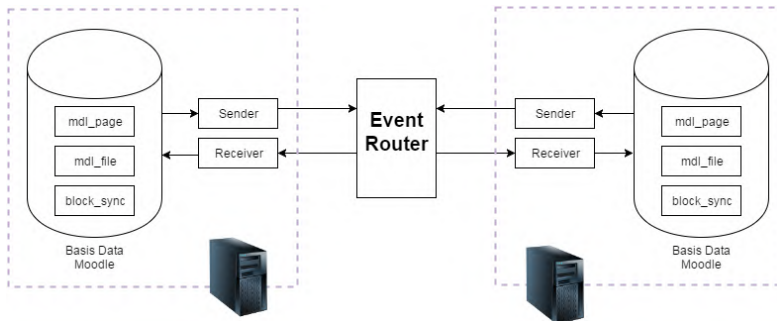 mdl_page
mdl_file
block_sync
Basis Data
Moodle
Sender
Receiver
Event
Router
Sender
Receiver
mdl_page
mdl_file
block_sync
Basis Data
Moodle